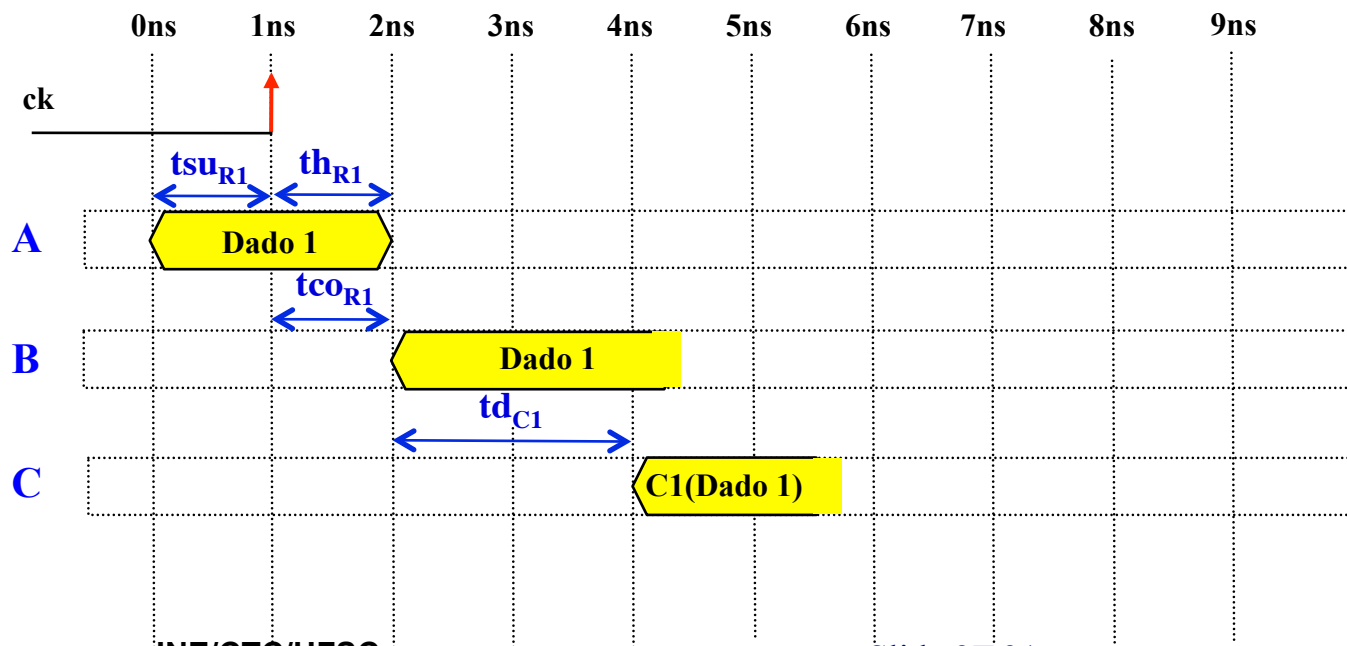 0ns 1ns 2ns 3ns 4ns 5ns 6ns 7ns 8ns 9ns
ck
tsuR1 thR1
A Dado 1
tcoR1
B Dado 1
tdC1
C C1(Dado 1)